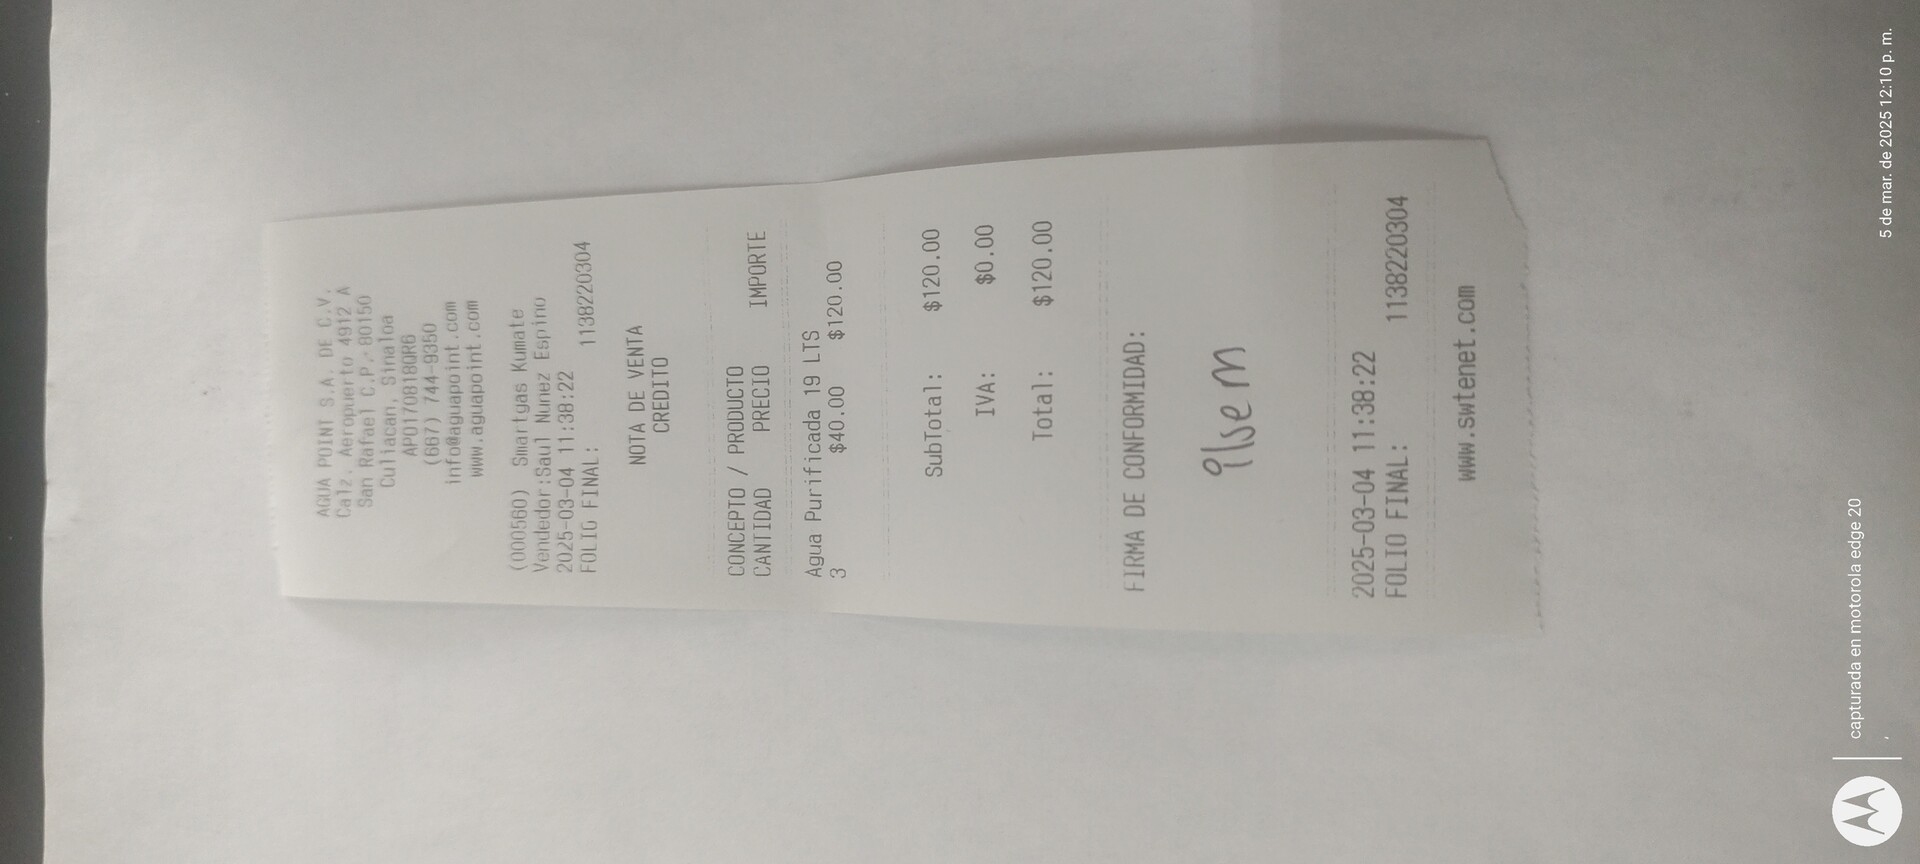 AGUA POINT S.A. DE C.V.
Calz. Aeropuerto 4912 A
San Rafael C.P. 80150
Culiacan, Sinaloa
APO170818QR6
(667) 744-9350
info@aguapoint.com
www.aguapoint.com
(000560) Smartgas Kumate
Vendedor:Saul Nunez Espino
2025-03-04 11:38:22
FOLIO FINAL: 1138220304
NOTA DE VENTA
CREDITO
CONCEPTO / PRODUCTO
CANTIDAD PRECIO IMPORTE
Agua Purificada 19 LTS
3 $40.00 $120.00
SubTotal: $120.00
IVA: $0.00
Total: $120.00
FIRMA DE CONFORMIDAD:
ilse m
2025-03-04 11:38:22
FOLIO FINAL: 1138220304
www.swtenet.com
capturada en motorola edge 20
,
5 de mar. de 2025 12:10 p. m.